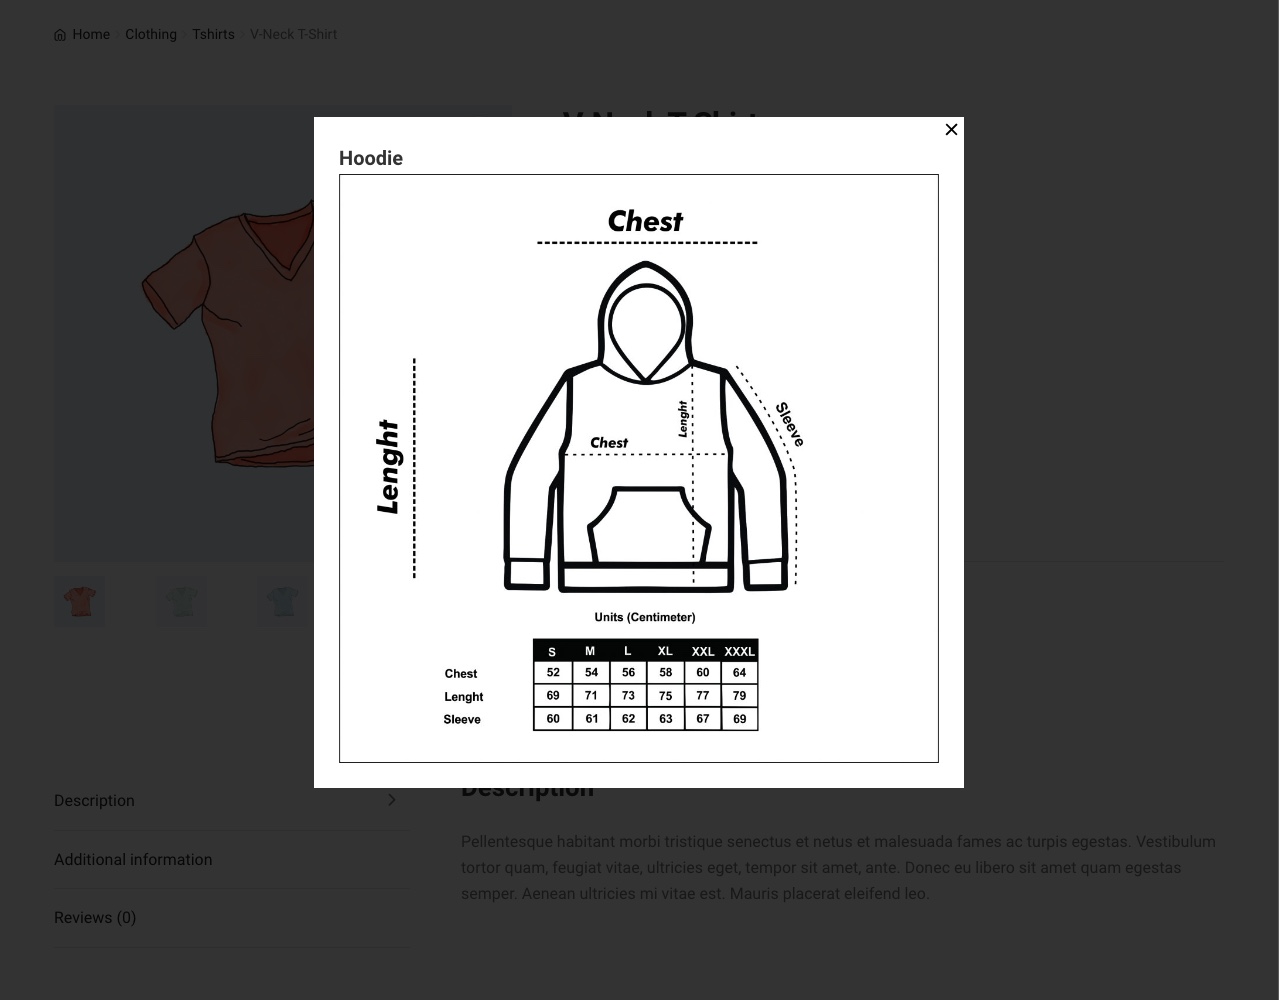 Home Clothing Tshirts V-Neck T-Shirt
V-Neck T-Shirt
Hoodie
Chest
Lenght
Chest
Lenght
Sleeve
Units (Centimeter)
S M L XL XXL XXXL
Chest 52 54 56 58 60 64
Lenght 69 71 73 75 77 79
Sleeve 60 61 62 63 67 69
Description
Additional information
Reviews (0)
Description
Pellentesque habitant morbi tristique senectus et netus et malesuada fames ac turpis egestas. Vestibulum
tortor quam, feugiat vitae, ultricies eget, tempor sit amet, ante. Donec eu libero sit amet quam egestas
semper. Aenean ultricies mi vitae est. Mauris placerat eleifend leo.